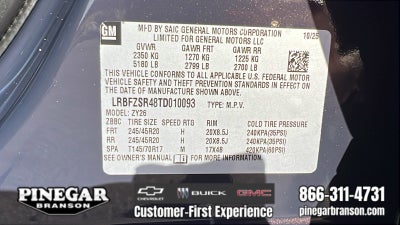 GM
MFD BY SAIC GENERAL MOTORS CORPORATION
LIMITED FOR GENERAL MOTORS LLC
10/25
GVWR GAWR FRT GAWR RR
2350 KG 1270 KG 1225 KG
5180 LB 2799 LB 2700 LB
THIS VEHICLE CONFORMS TO ALL APPLICABLE U.S. FEDERAL MOTOR
VEHICLE SAFETY BUMPER, AND THEFT PREVENTION STANDARDS IN
EFFECT ON THE DATE OF MANUFACTURE SHOWN ABOVE.
LRBFZSR48TD010093 TYPE: M.P.V.
MODEL: ZY26
ZBBC TIRE SIZE SPEED RTG RIM COLD TIRE PRESSURE
FRT 245/45R20 H 20X8.5J 240KPA(35PSI)
RR 245/45R20 H 20X8.5J 240KPA(35PSI)
SPA T145/70R17 M 17X4B 420KPA(60PSI)
SEE OWNER'S MANUAL FOR MORE INFORMATION.
PINEGAR
BRANSON
CHEVROLET BUICK GMC
Customer-First Experience
866-311-4731
pinegarbranson.com